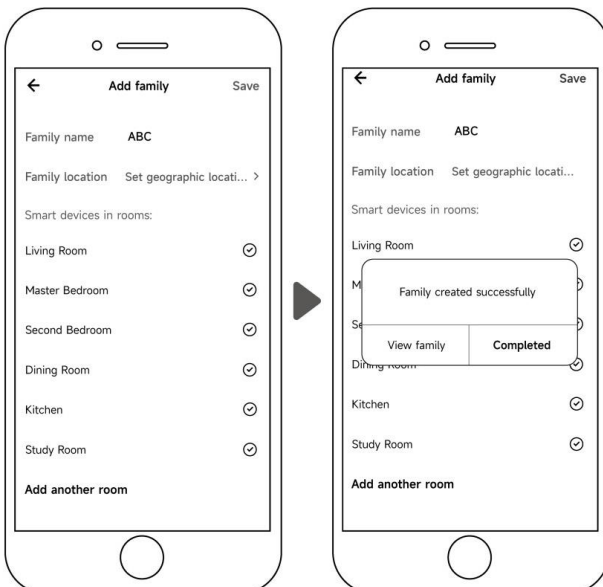 Add family Save
Family name ABC
Family location Set geographic locati... >
Smart devices in rooms:
Living Room
Master Bedroom
Second Bedroom
Dining Room
Kitchen
Study Room
Add another room
Add family Save
Family name ABC
Family location Set geographic locati...
Smart devices in rooms:
Living Room
M
Family created successfully
Se
View family Completed
Dining Room
Kitchen
Study Room
Add another room